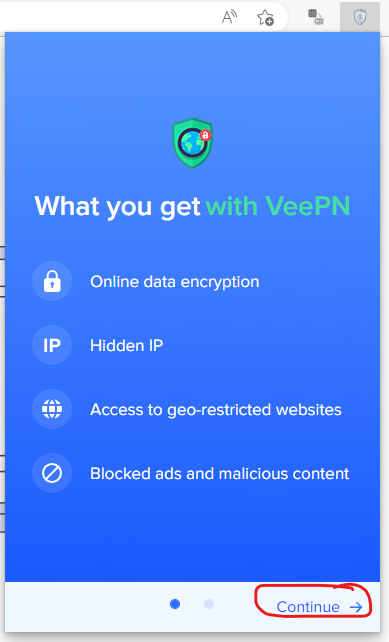 What you get with VeePN
Online data encryption
IP Hidden IP
Access to geo-restricted websites
Blocked ads and malicious content
Continue →